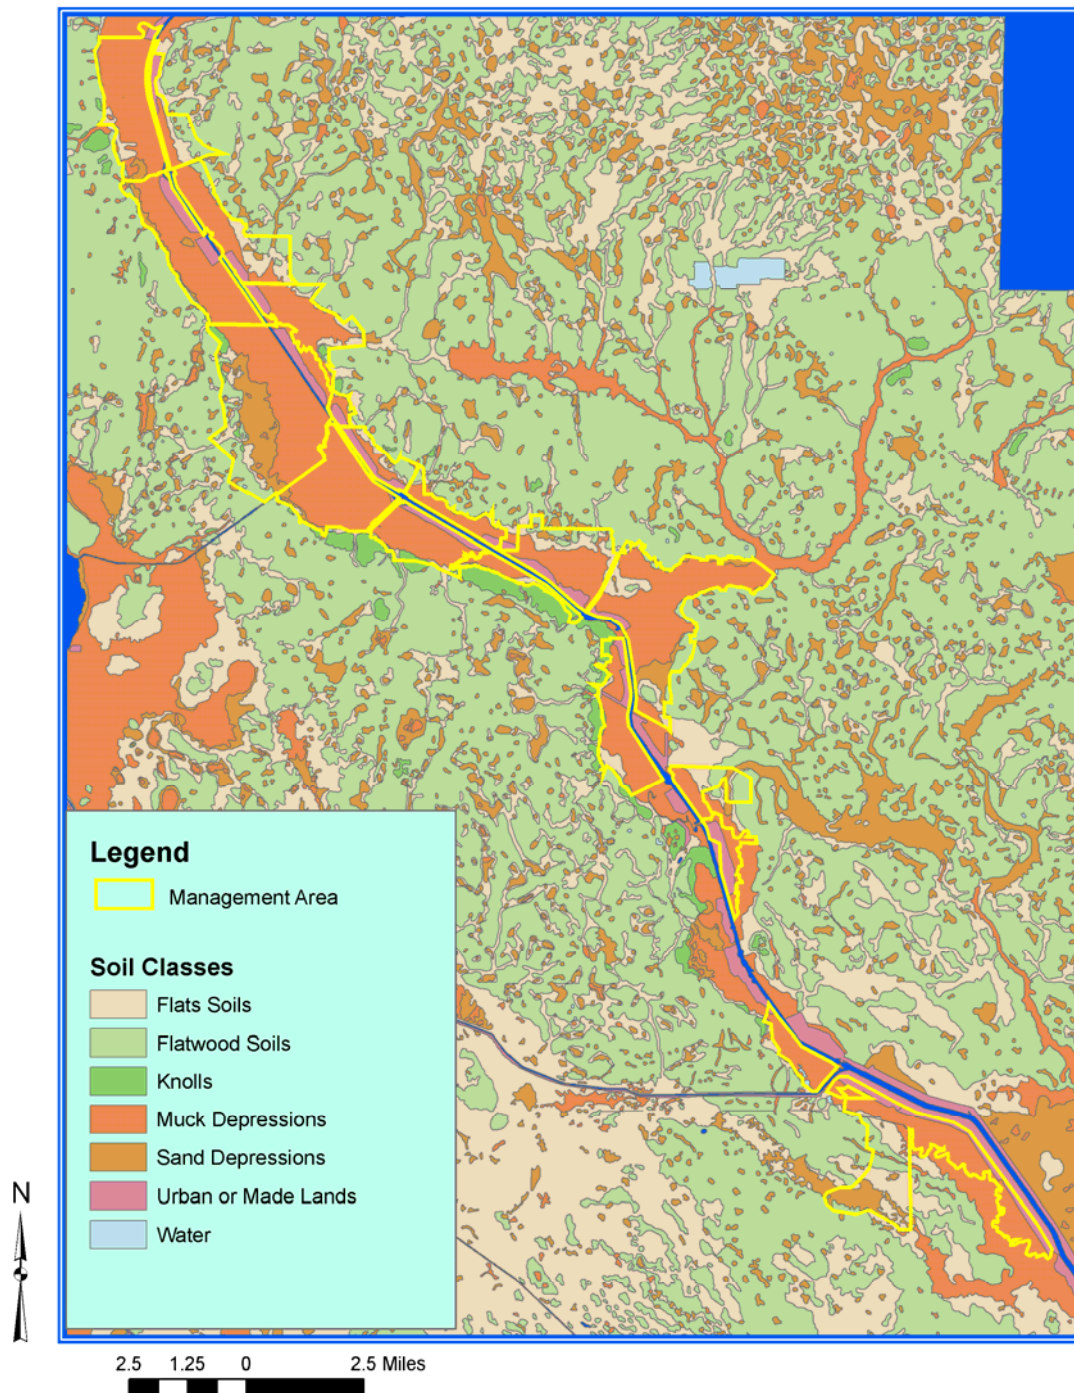 Legend
Management Area
Soil Classes
Flats Soils
Flatwood Soils
Knolls
Muck Depressions
Sand Depressions
Urban or Made Lands
Water
N
2.5 1.25 0 2.5 Miles